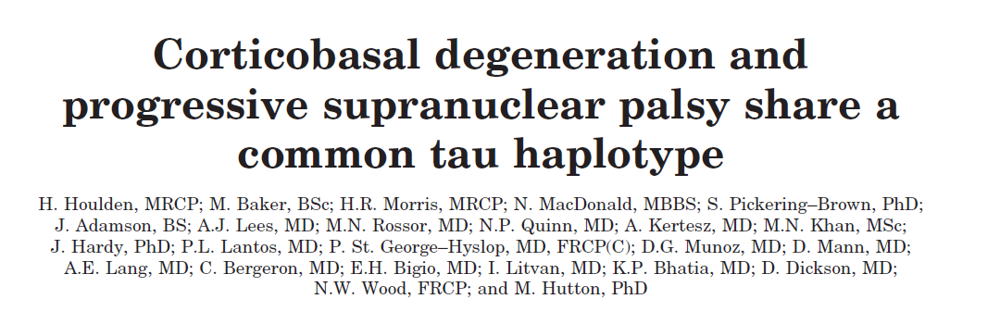 Corticobasal degeneration and
progressive supranuclear palsy share a
common tau haplotype
H. Houlden, MRCP; M. Baker, BSc; H.R. Morris, MRCP; N. MacDonald, MBBS; S. Pickering–Brown, PhD;
J. Adamson, BS; A.J. Lees, MD; M.N. Rossor, MD; N.P. Quinn, MD; A. Kertesz, MD; M.N. Khan, MSc;
J. Hardy, PhD; P.L. Lantos, MD; P. St. George–Hyslop, MD, FRCP(C); D.G. Munoz, MD; D. Mann, MD;
A.E. Lang, MD; C. Bergeron, MD; E.H. Bigio, MD; I. Litvan, MD; K.P. Bhatia, MD; D. Dickson, MD;
N.W. Wood, FRCP; and M. Hutton, PhD